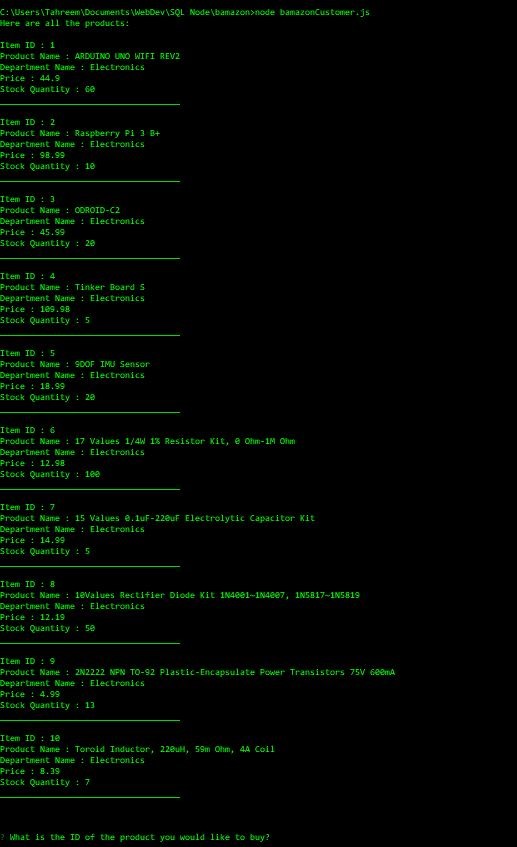 C:\Users\Tahreem\Documents\WebDev\SQL Node\bamazon>node bamazonCustomer.js
Here are all the products:
Item ID : 1
Product Name : ARDUINO UNO WIFI REV2
Department Name : Electronics
Price : 44.9
Stock Quantity : 60
Item ID : 2
Product Name : Raspberry Pi 3 B+
Department Name : Electronics
Price : 98.99
Stock Quantity : 10
Item ID : 3
Product Name : ODROID-C2
Department Name : Electronics
Price : 45.99
Stock Quantity : 20
Item ID : 4
Product Name : Tinker Board S
Department Name : Electronics
Price : 109.98
Stock Quantity : 5
Item ID : 5
Product Name : 9DOF IMU Sensor
Department Name : Electronics
Price : 18.99
Stock Quantity : 20
Item ID : 6
Product Name : 17 Values 1/4W 1% Resistor Kit, 0 Ohm-1M Ohm
Department Name : Electronics
Price : 12.98
Stock Quantity : 100
Item ID : 7
Product Name : 15 Values 0.1uF-220uF Electrolytic Capacitor Kit
Department Name : Electronics
Price : 14.99
Stock Quantity : 5
Item ID : 8
Product Name : 10Values Rectifier Diode Kit 1N4001~1N4007, 1N5817~1N5819
Department Name : Electronics
Price : 12.19
Stock Quantity : 50
Item ID : 9
Product Name : 2N2222 NPN TO-92 Plastic-Encapsulate Power Transistors 75V 600mA
Department Name : Electronics
Price : 4.99
Stock Quantity : 13
Item ID : 10
Product Name : Toroid Inductor, 220uH, 59m Ohm, 4A Coil
Department Name : Electronics
Price : 8.39
Stock Quantity : 7
? What is the ID of the product you would like to buy?